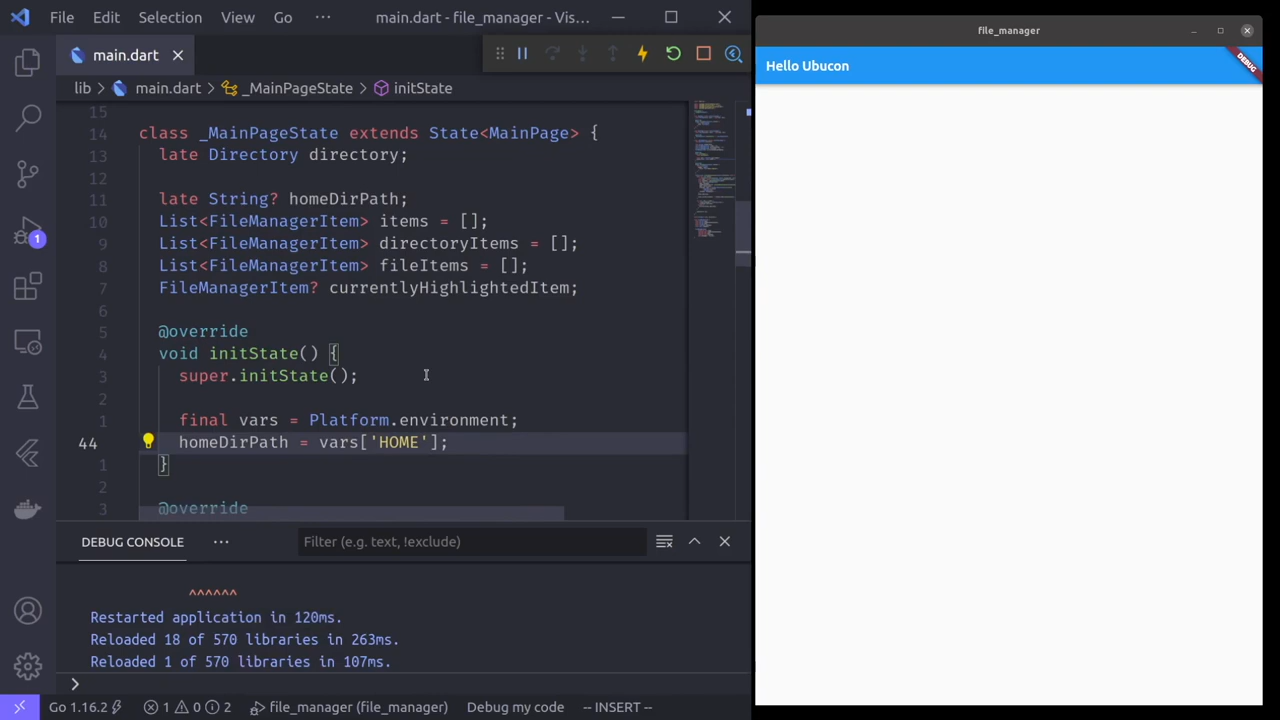 File Edit Selection View Go ··· main.dart - file_manager - Vis...
main.dart
lib > main.dart > _MainPageState > initState
15
14 class _MainPageState extends State<MainPage> {
13 late Directory directory;
12
11 late String? homeDirPath;
10 List<FileManagerItem> items = [];
9 List<FileManagerItem> directoryItems = [];
8 List<FileManagerItem> fileItems = [];
7 FileManagerItem? currentlyHighlightedItem;
6
5 @override
4 void initState() {
3 super.initState();
2
1 final vars = Platform.environment;
44 homeDirPath = vars['HOME'];
1 }
2
3 @override
1
DEBUG CONSOLE ··· Filter (e.g. text, !exclude)
^^^^^^
Restarted application in 120ms.
Reloaded 18 of 570 libraries in 263ms.
Reloaded 1 of 570 libraries in 107ms.
>
Go 1.16.2 1 0 2 file_manager (file_manager) Debug my code -- INSERT --
file_manager
Hello Ubucon
DEBUG